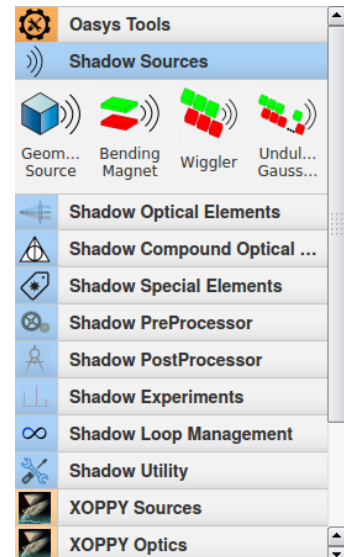 Oasys Tools
Shadow Sources
Geom... Bending Wiggler Undul...
Source Magnet Gauss...
Shadow Optical Elements
Shadow Compound Optical ...
Shadow Special Elements
Shadow PreProcessor
Shadow PostProcessor
Shadow Experiments
Shadow Loop Management
Shadow Utility
XOPPY Sources
XOPPY Optics